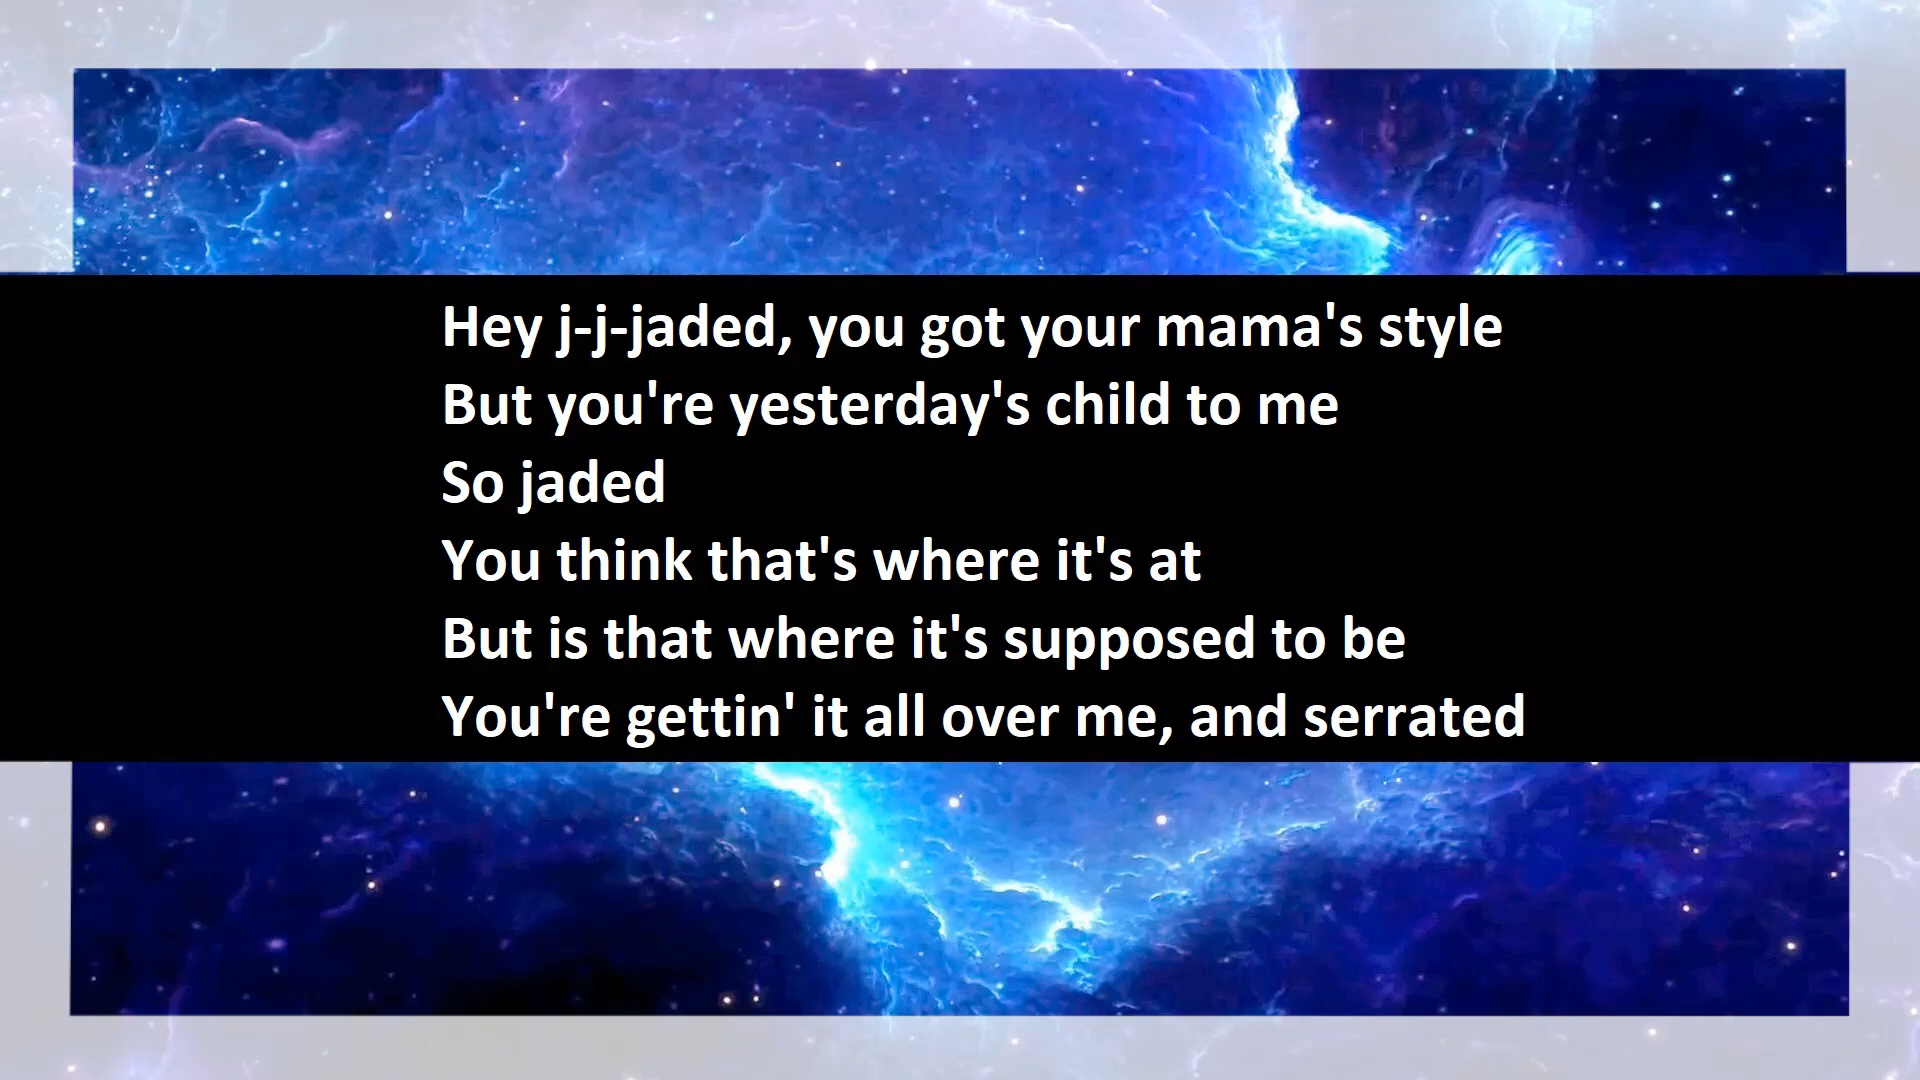 Hey j-j-jaded, you got your mama's style
But you're yesterday's child to me
So jaded
You think that's where it's at
But is that where it's supposed to be
You're gettin' it all over me, and serrated